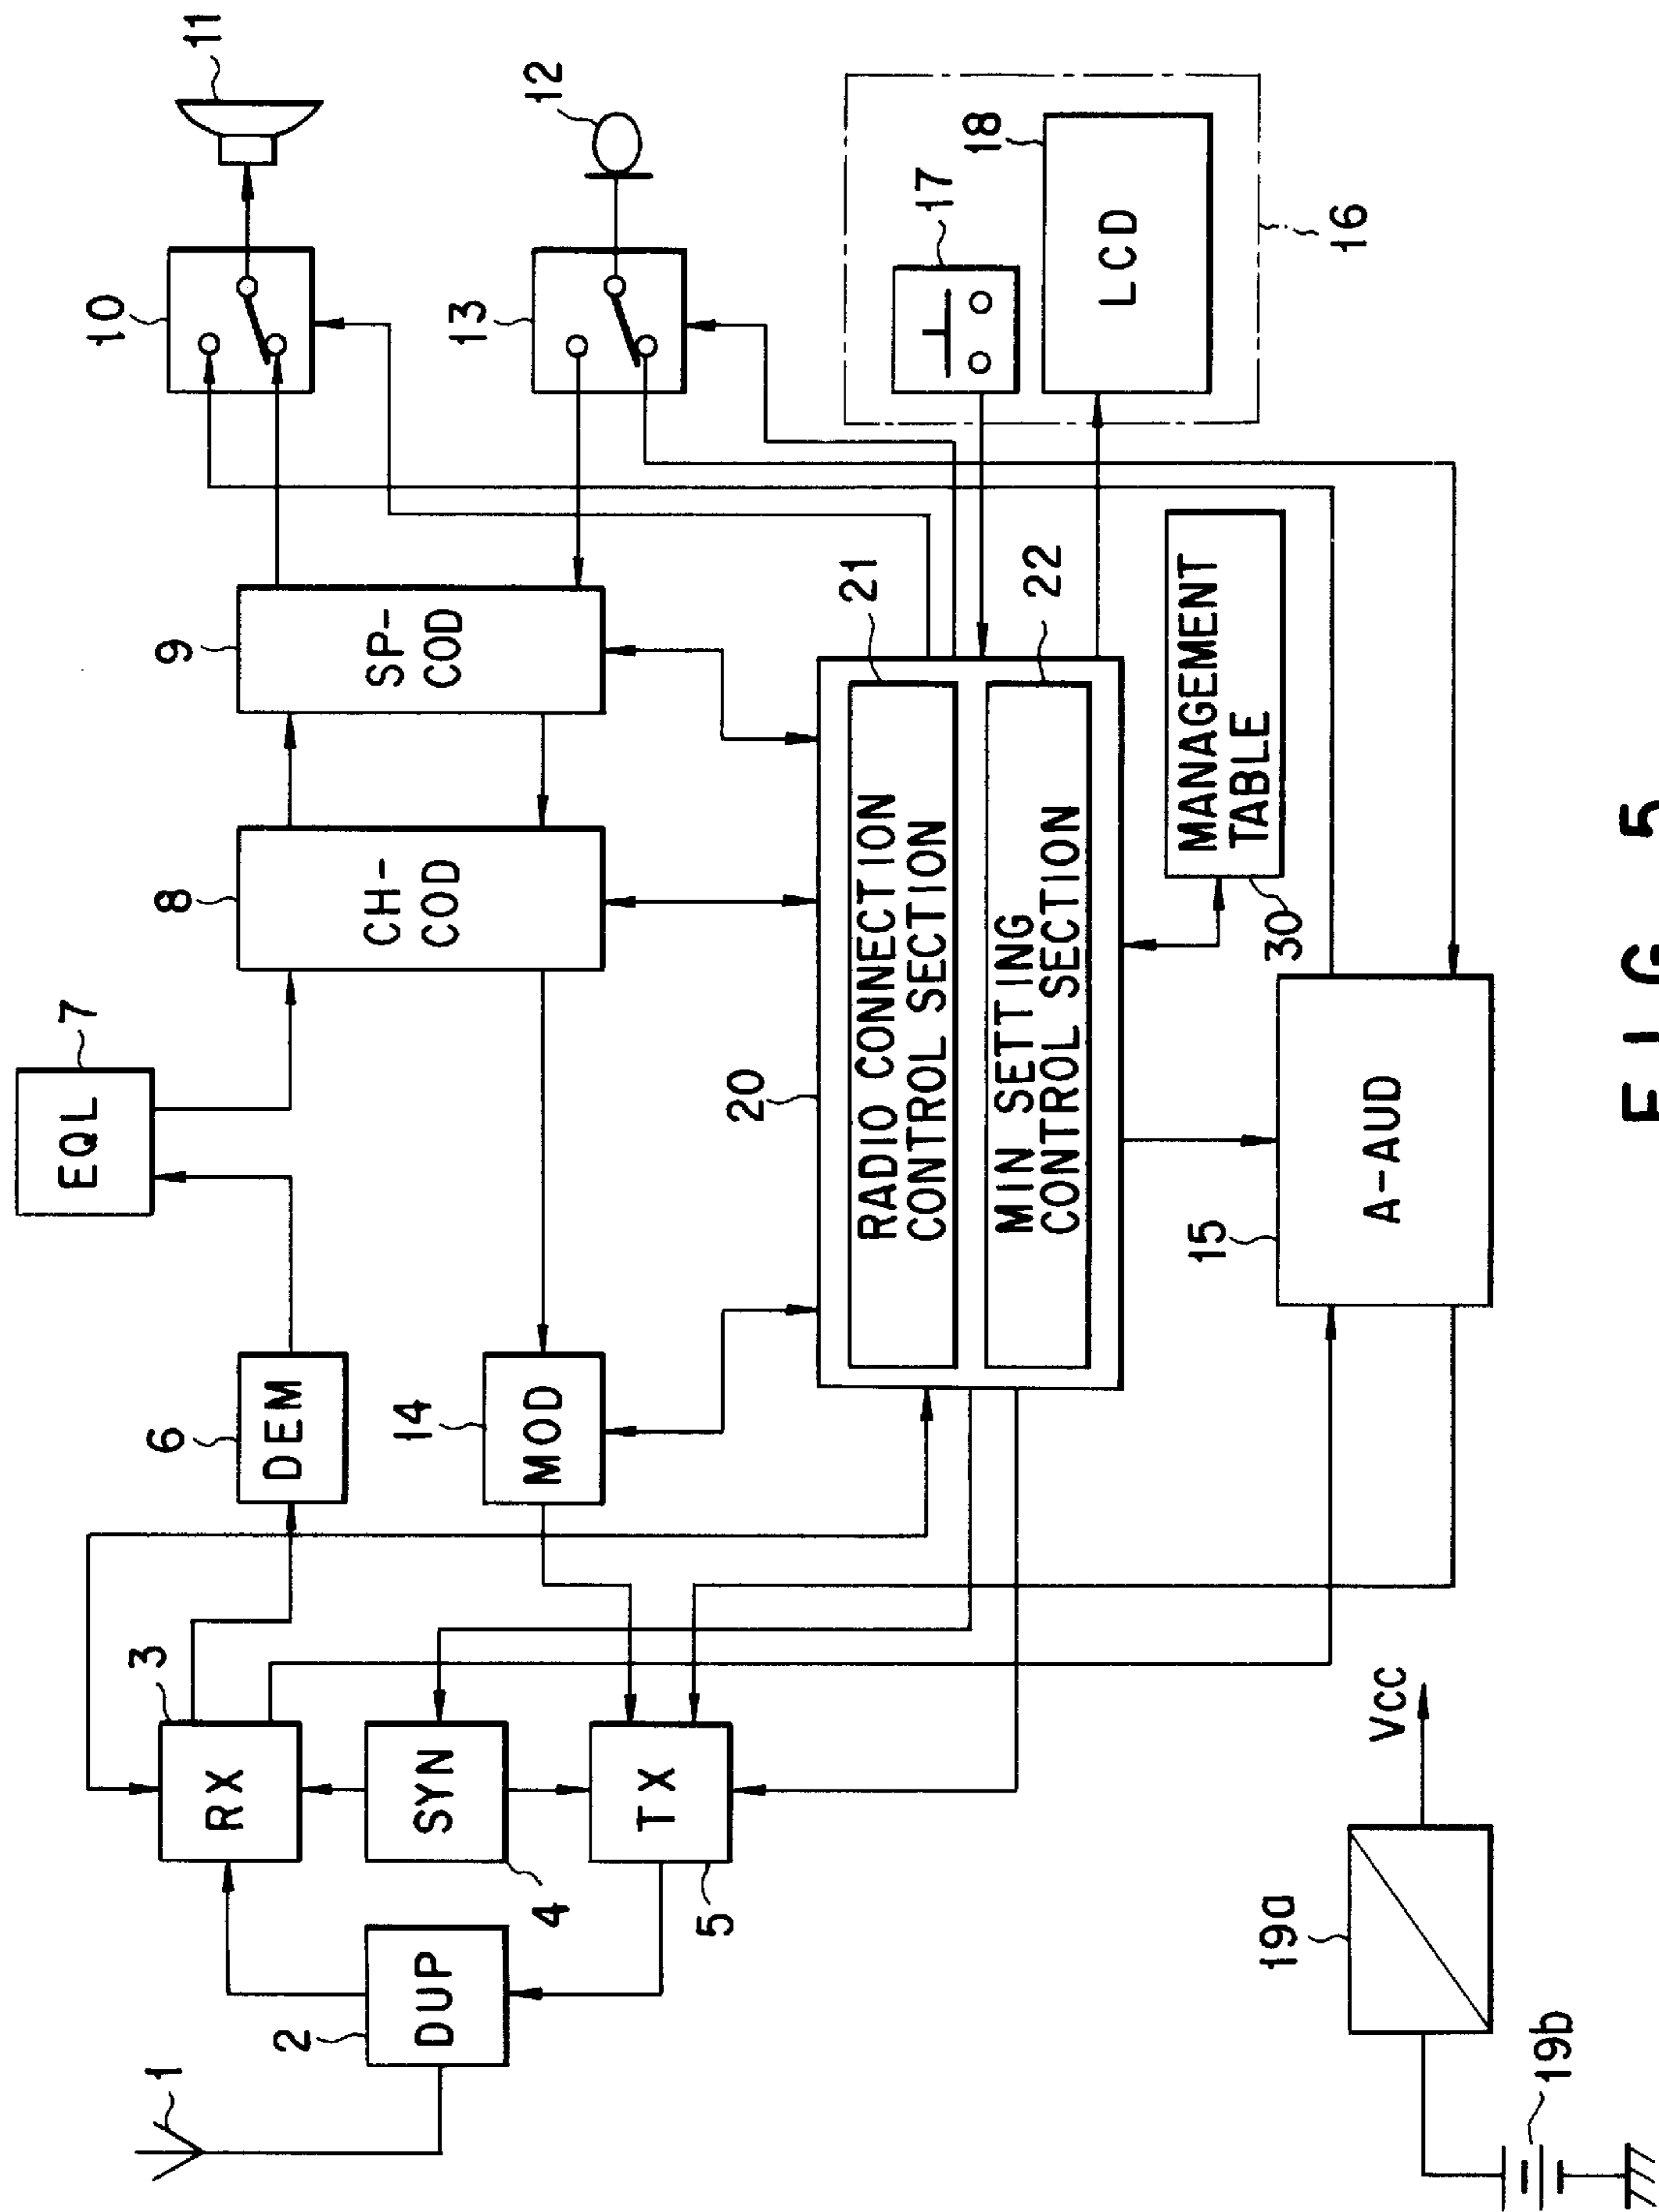 7
EQL
10
11
1
3
6
8
9
RX
DEM
2
14
CH-
COD
SP-
COD
DUP
SYN
MOD
13
12
4
TX
5
20
21
RADIO CONNECTION
CONTROL SECTION
17
18
MIN SETTING
CONTROL SECTION
22
LCD
MANAGEMENT
TABLE
30
16
15
A-AUD
19a
VCC
19b
FIG. 5